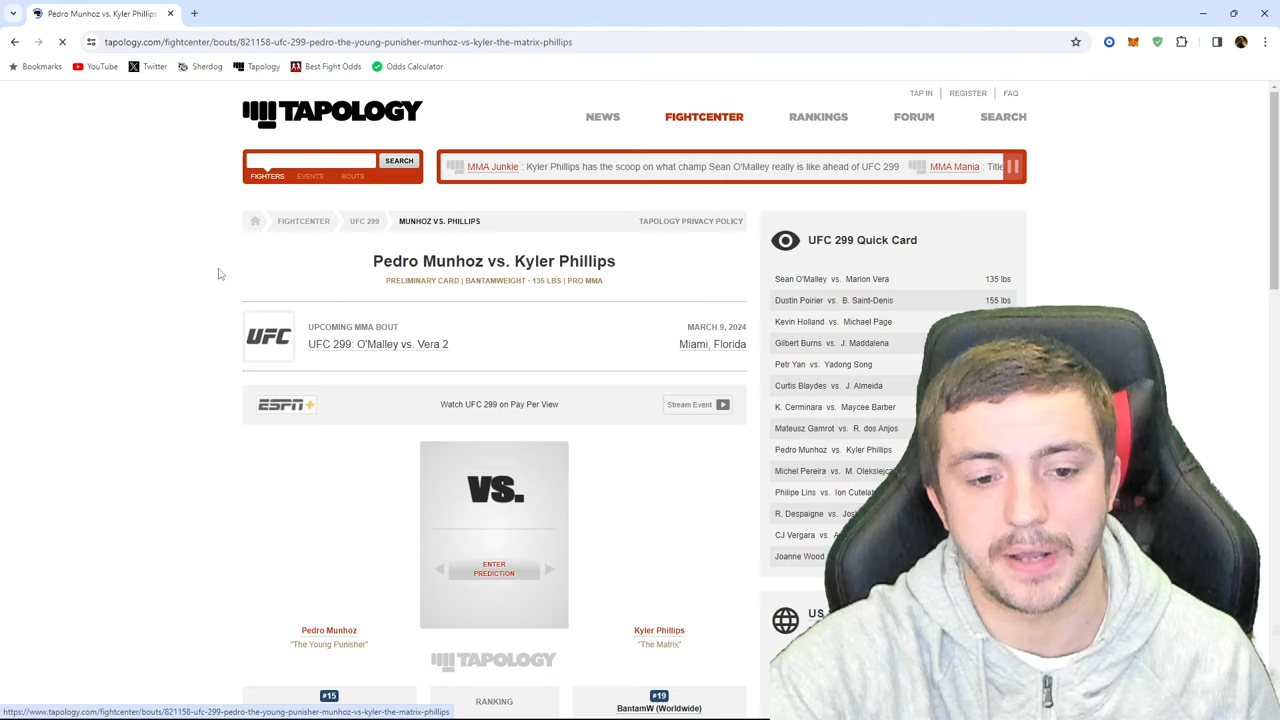 Pedro Munhoz vs. Kyler Phillips
tapology.com/fightcenter/bouts/821158-ufc-299-pedro-the-young-punisher-munhoz-vs-kyler-the-matrix-phillips
Bookmarks YouTube Twitter Sherdog Tapology Best Fight Odds Odds Calculator
TAP IN REGISTER FAQ
TAPOLOGY
NEWS FIGHTCENTER RANKINGS FORUM SEARCH
SEARCH
FIGHTERS EVENTS BOUTS
MMA Junkie : Kyler Phillips has the scoop on what champ Sean O'Malley really is like ahead of UFC 299 MMA Mania :
FIGHTCENTER UFC 299 MUNHOZ VS. PHILLIPS TAPOLOGY PRIVACY POLICY
Pedro Munhoz vs. Kyler Phillips
PRELIMINARY CARD | BANTAMWEIGHT · 135 LBS | PRO MMA
UFC
UPCOMING MMA BOUT MARCH 9, 2024
UFC 299: O'Malley vs. Vera 2 Miami, Florida
ESPN+ Watch UFC 299 on Pay Per View Stream Event
VS.
ENTER
PREDICTION
Pedro Munhoz Kyler Phillips
"The Young Punisher" "The Matrix"
TAPOLOGY
#15 RANKING #19
BantamW (Worldwide)
UFC 299 Quick Card
Sean O'Malley vs. Marlon Vera 135 lbs
Dustin Poirier vs. B. Saint-Denis 155 lbs
Kevin Holland vs. Michael Page
Gilbert Burns vs. J. Maddalena
Petr Yan vs. Yadong Song
Curtis Blaydes vs. J. Almeida
K. Cerminara vs. Maycee Barber
Mateusz Gamrot vs. R. dos Anjos
Pedro Munhoz vs. Kyler Phillips
Michel Pereira vs.
Philipe Lins vs. Ion
R. Despaigne vs.
CJ Vergara vs.
Joanne Wood
US
https://www.tapology.com/fightcenter/bouts/821158-ufc-299-pedro-the-young-punisher-munhoz-vs-kyler-the-matrix-phillips